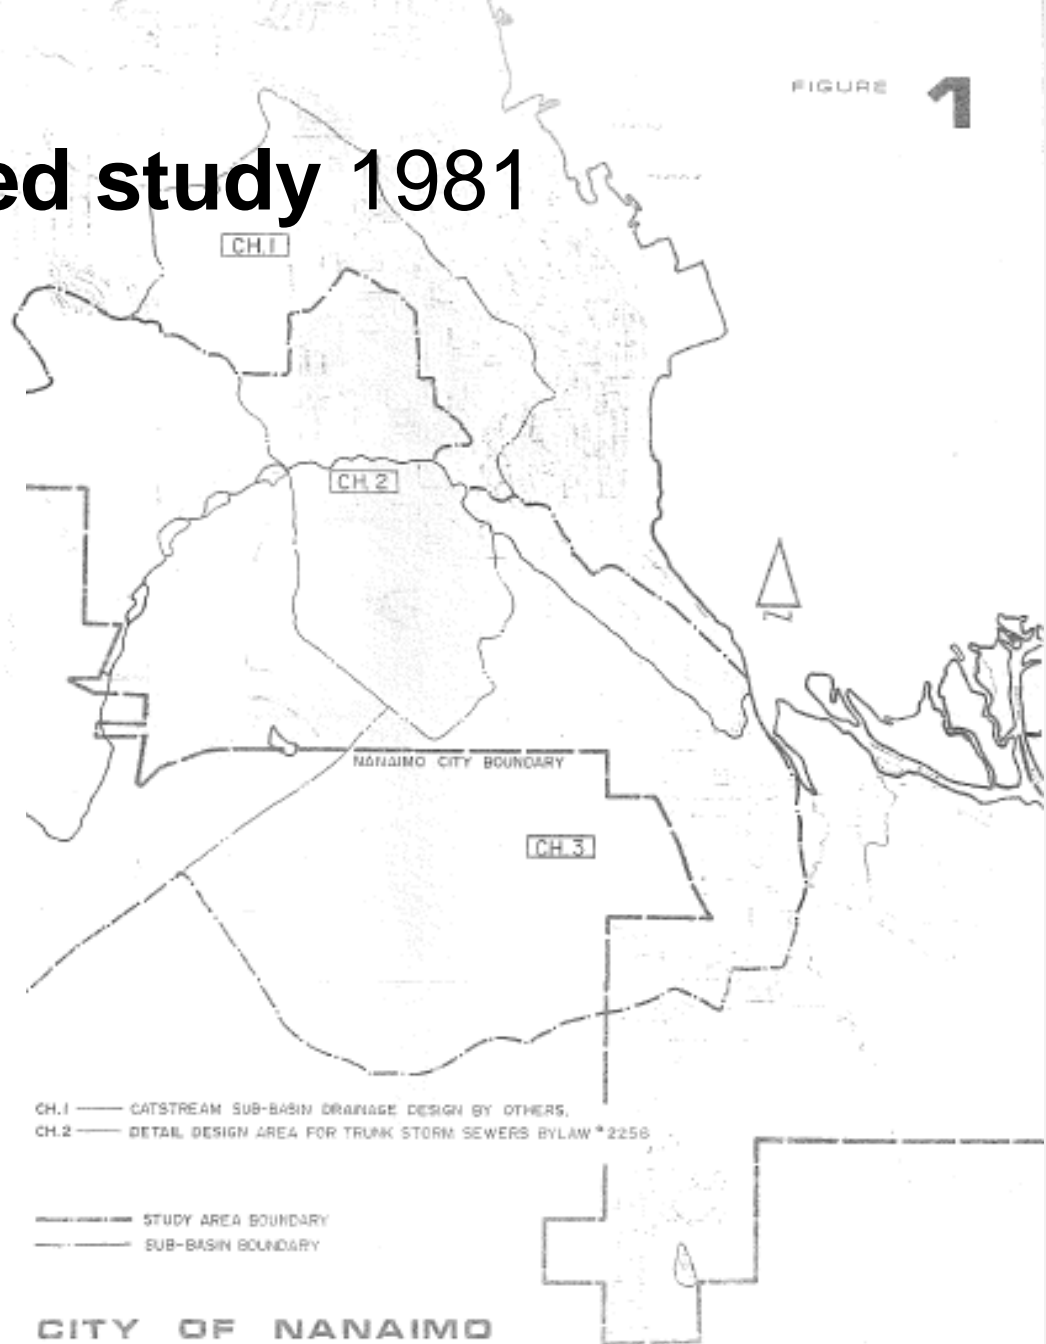 FIGURE 1
ed study 1981
CH.1
CH.2
N
NANAIMO CITY BOUNDARY
CH.3
CH.1 —— CATSTREAM SUB-BASIN DRAINAGE DESIGN BY OTHERS.
CH.2 —— DETAIL DESIGN AREA FOR TRUNK STORM SEWERS BYLAW #2256
STUDY AREA BOUNDARY
SUB-BASIN BOUNDARY
CITY OF NANAIMO